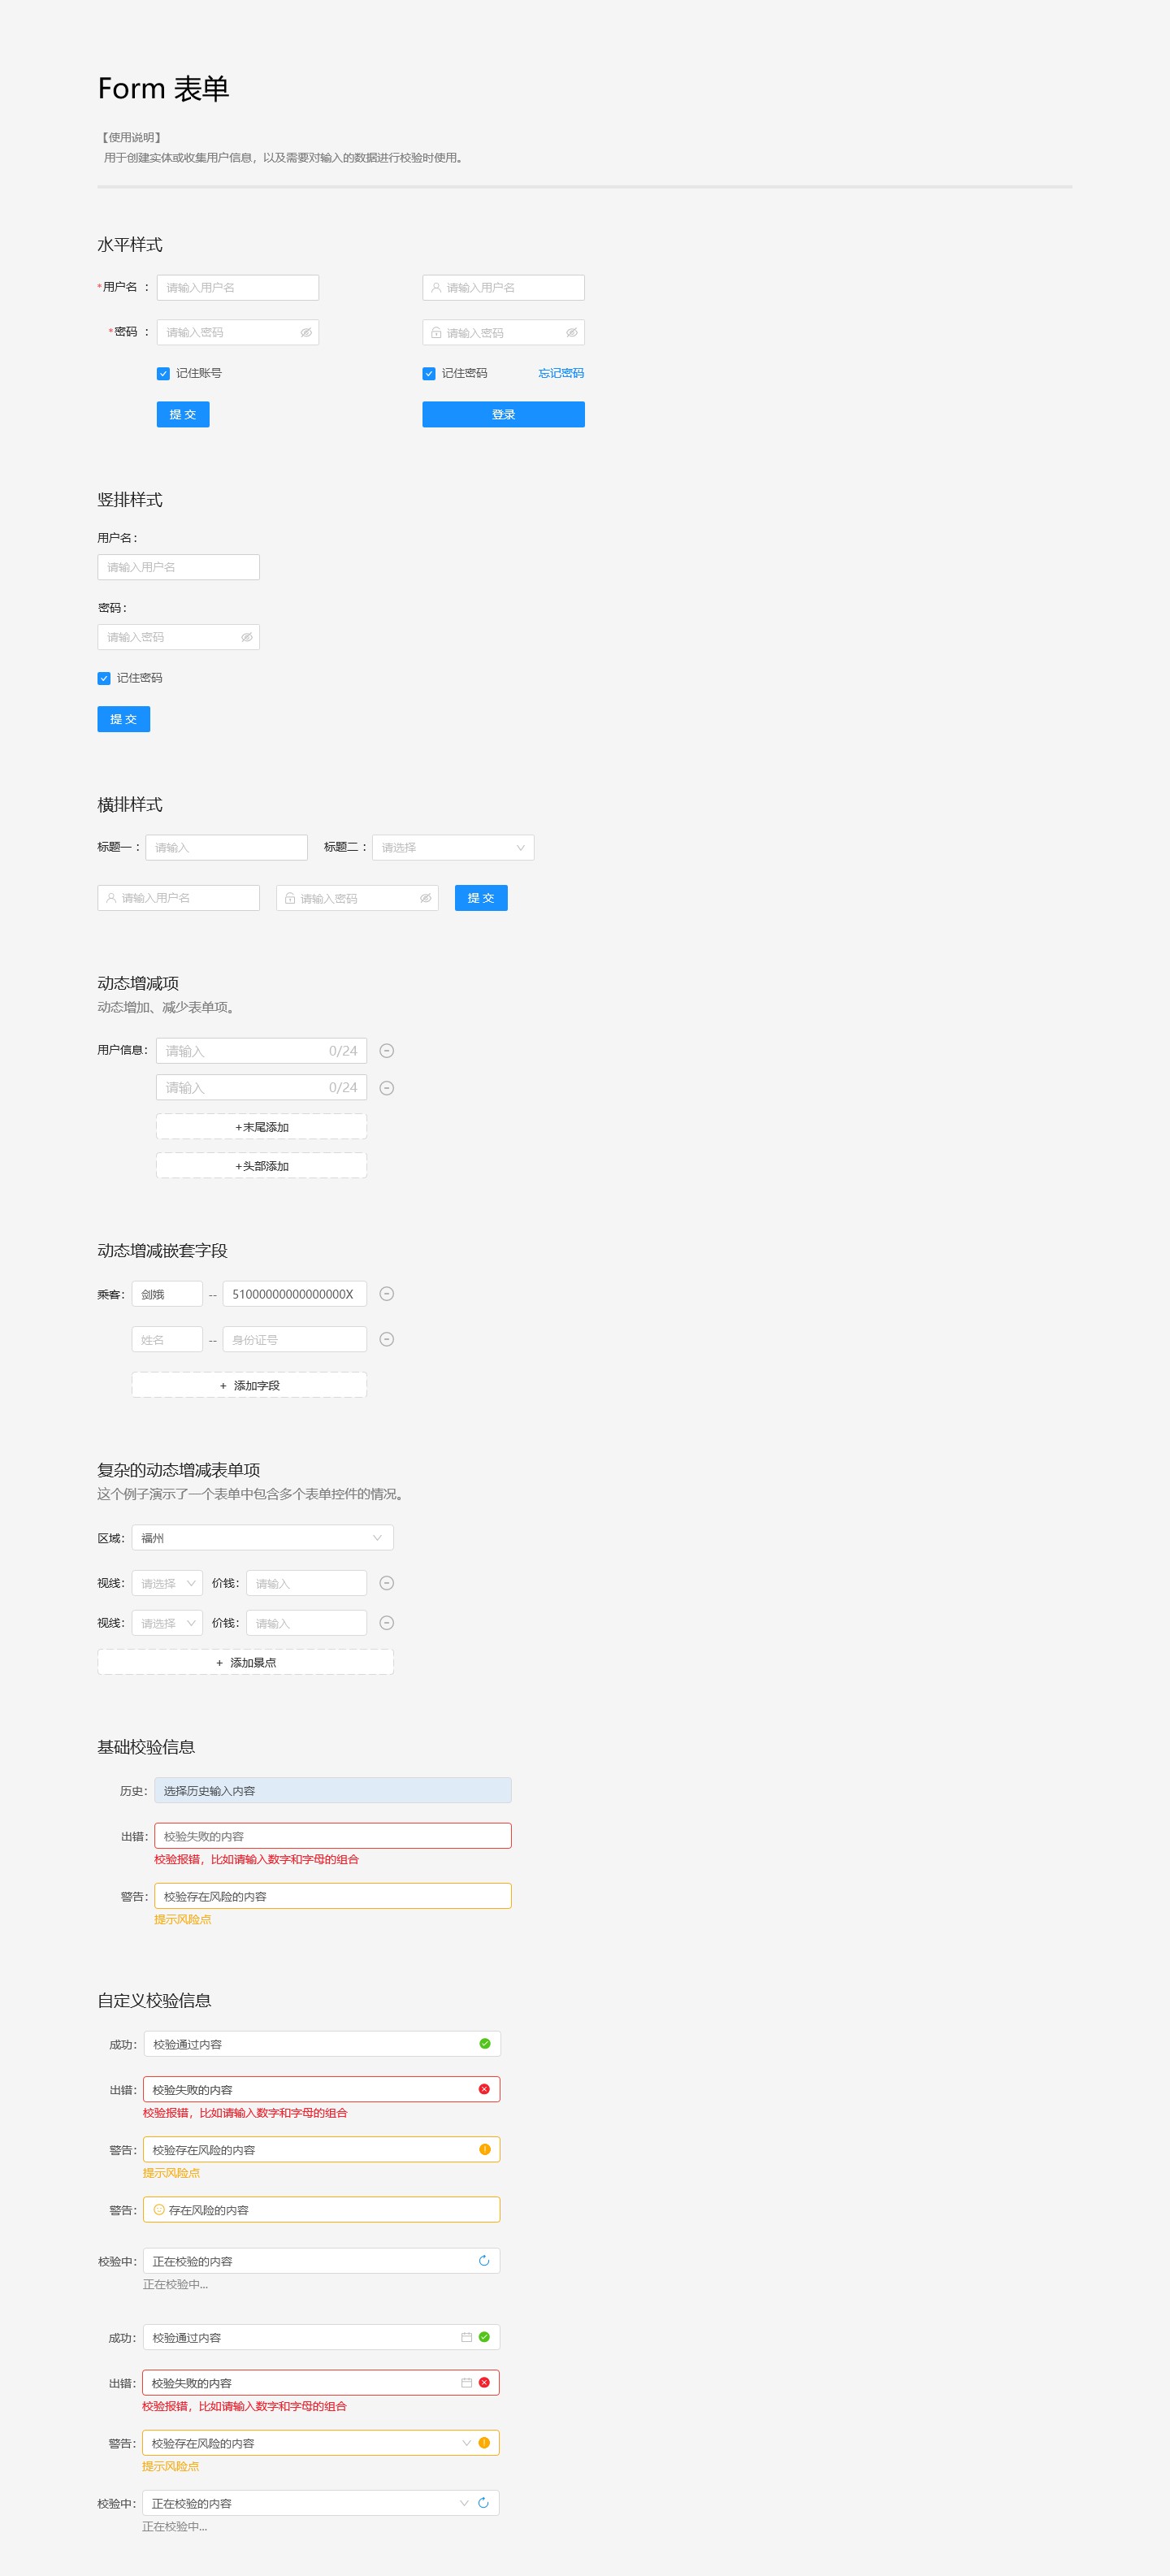 Form 表单
【使用说明】
用于创建实体或收集用户信息，以及需要对输入的数据进行校验时使用。
水平样式
*用户名 ： 请输入用户名 请输入用户名
*密码 ： 请输入密码 请输入密码
记住账号 记住密码 忘记密码
提 交 登录
竖排样式
用户名：
请输入用户名
密码：
请输入密码
记住密码
提 交
横排样式
标题一： 请输入 标题二： 请选择
请输入用户名 请输入密码 提 交
动态增减项
动态增加、减少表单项。
用户信息： 请输入 0/24
请输入 0/24
+末尾添加
+头部添加
动态增减嵌套字段
乘客： 剑娥 -- 51000000000000000X
姓名 -- 身份证号
+ 添加字段
复杂的动态增减表单项
这个例子演示了一个表单中包含多个表单控件的情况。
区域： 福州
视线： 请选择 价钱： 请输入
视线： 请选择 价钱： 请输入
+ 添加景点
基础校验信息
历史： 选择历史输入内容
出错： 校验失败的内容
校验报错，比如请输入数字和字母的组合
警告： 校验存在风险的内容
提示风险点
自定义校验信息
成功： 校验通过内容
出错： 校验失败的内容
校验报错，比如请输入数字和字母的组合
警告： 校验存在风险的内容
提示风险点
警告： 存在风险的内容
校验中： 正在校验的内容
正在校验中...
成功： 校验通过内容
出错： 校验失败的内容
校验报错，比如请输入数字和字母的组合
警告： 校验存在风险的内容
提示风险点
校验中： 正在校验的内容
正在校验中...